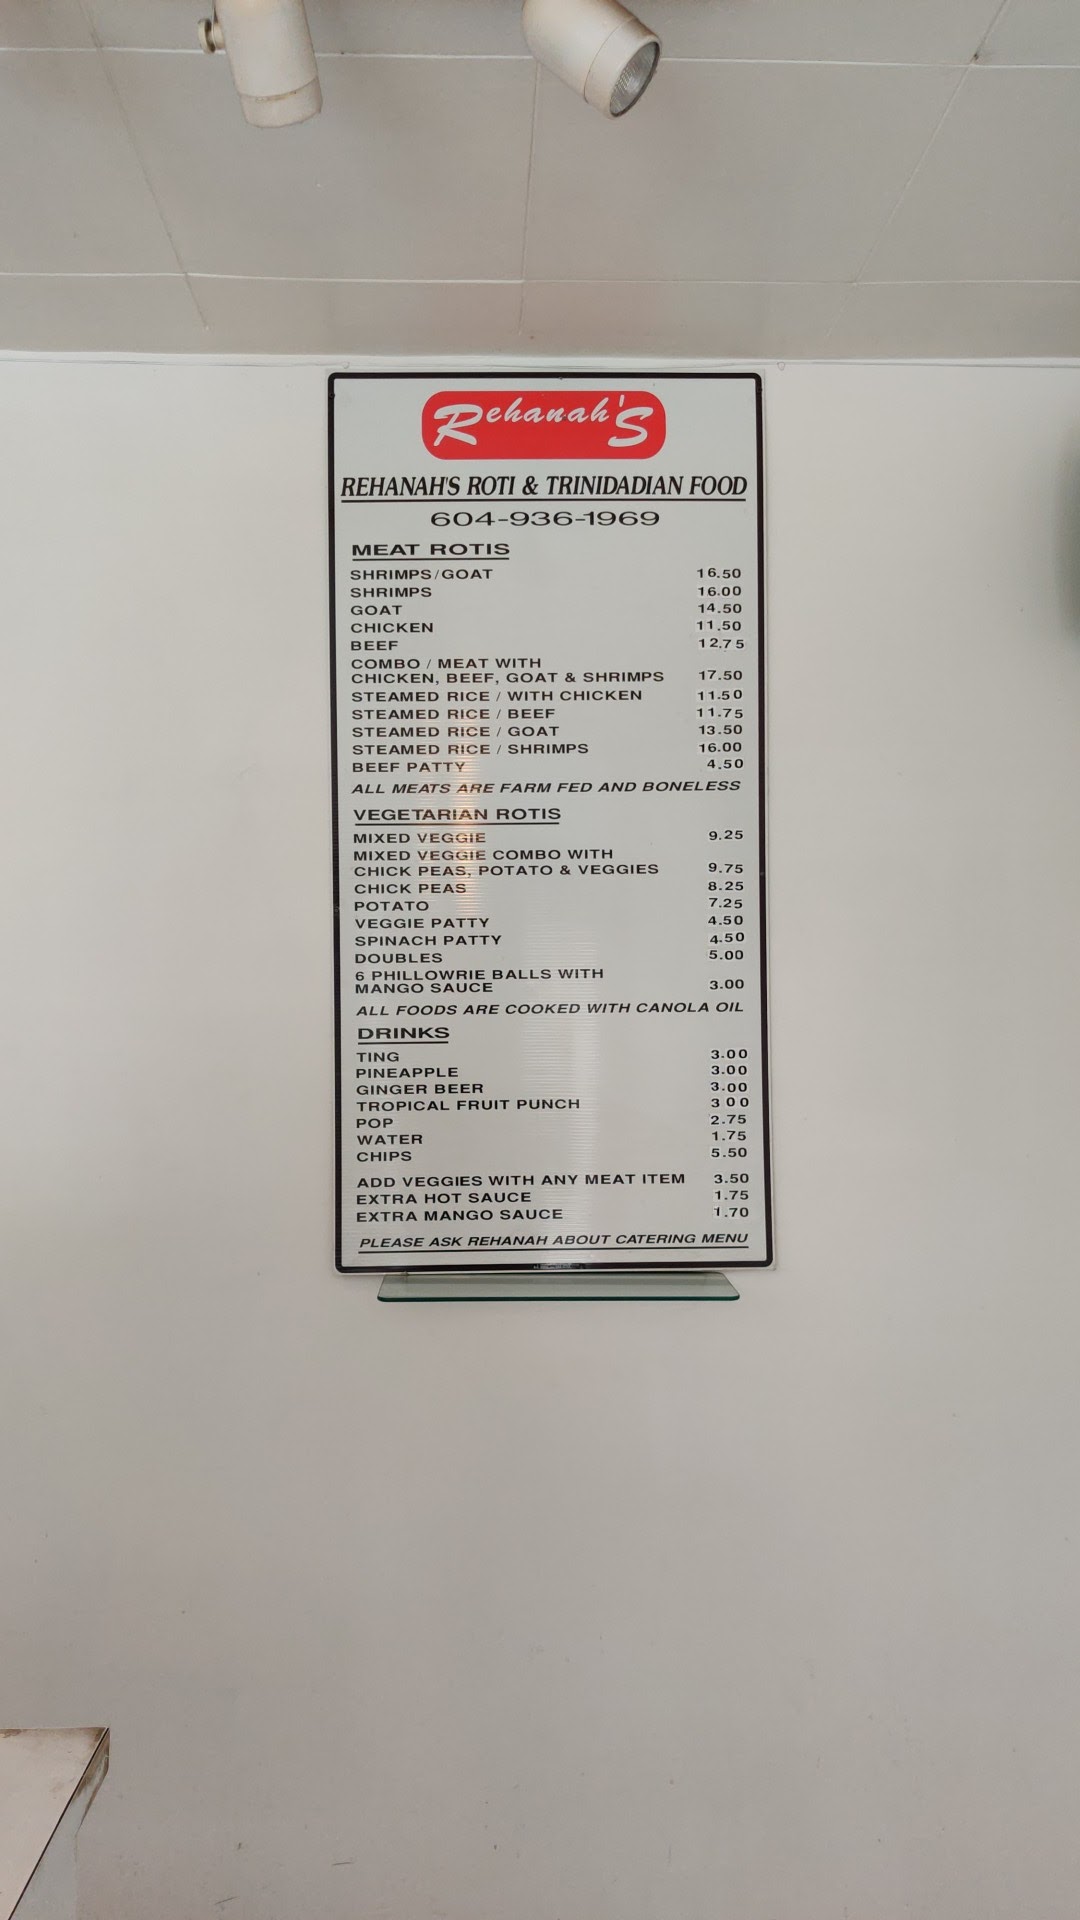 Rehanah's
REHANAH'S ROTI & TRINIDADIAN FOOD
604-936-1969
MEAT ROTIS
SHRIMPS/GOAT 16.50
SHRIMPS 16.00
GOAT 14.50
CHICKEN 11.50
BEEF 12.75
COMBO / MEAT WITH
CHICKEN, BEEF, GOAT & SHRIMPS 17.50
STEAMED RICE / WITH CHICKEN 11.50
STEAMED RICE / BEEF 11.75
STEAMED RICE / GOAT 13.50
STEAMED RICE / SHRIMPS 16.00
BEEF PATTY 4.50
ALL MEATS ARE FARM FED AND BONELESS
VEGETARIAN ROTIS
MIXED VEGGIE 9.25
MIXED VEGGIE COMBO WITH
CHICK PEAS, POTATO & VEGGIES 9.75
CHICK PEAS 8.25
POTATO 7.25
VEGGIE PATTY 4.50
SPINACH PATTY 4.50
DOUBLES 5.00
6 PHILLOWRIE BALLS WITH
MANGO SAUCE 3.00
ALL FOODS ARE COOKED WITH CANOLA OIL
DRINKS
TING 3.00
PINEAPPLE 3.00
GINGER BEER 3.00
TROPICAL FRUIT PUNCH 3 00
POP 2.75
WATER 1.75
CHIPS 5.50
ADD VEGGIES WITH ANY MEAT ITEM 3.50
EXTRA HOT SAUCE 1.75
EXTRA MANGO SAUCE 1.70
PLEASE ASK REHANAH ABOUT CATERING MENU